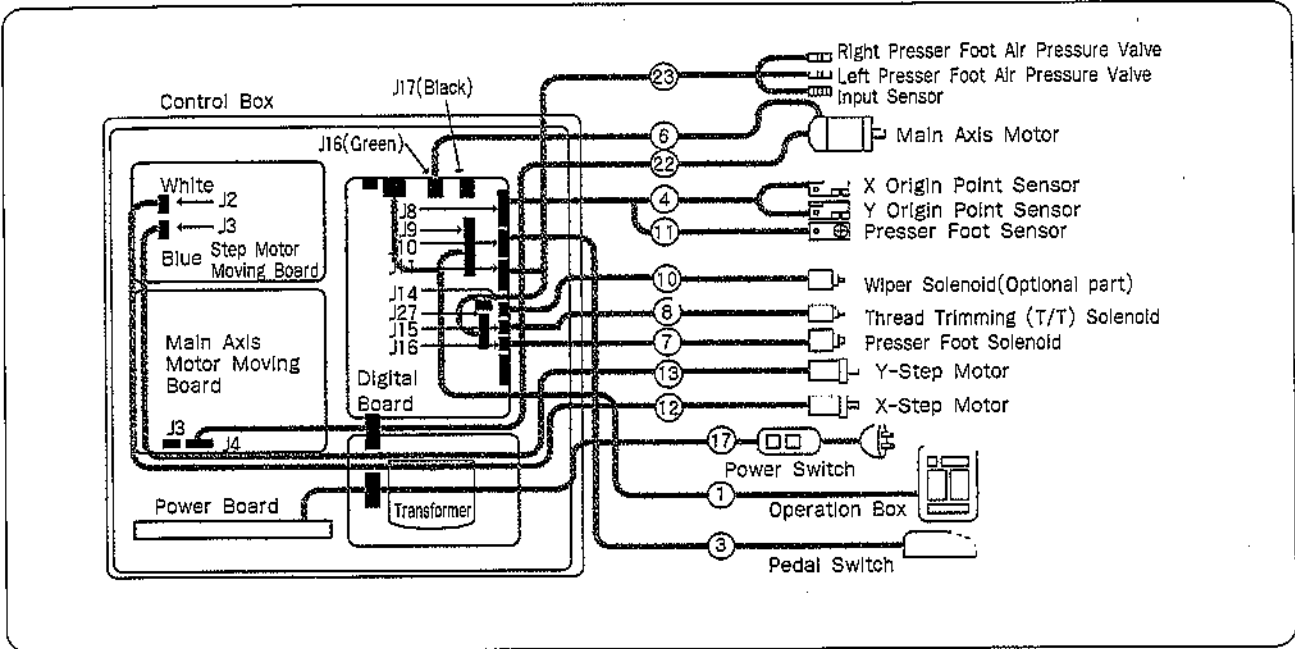 Control Box
J17(Black)
J16(Green)
White
J2
J3
Blue
Step Motor
Moving Board
Main Axis
Motor Moving
Board
J3
J4
Power Board
Transformer
Digital
Board
J8
J9
10
J14
J27
J15
J16
23
Right Presser Foot Air Pressure Valve
Left Presser Foot Air Pressure Valve
Input Sensor
6
Main Axis Motor
22
4
X Origin Point Sensor
Y Origin Point Sensor
11
Presser Foot Sensor
10
Wiper Solenoid(Optional part)
8
Thread Trimming (T/T) Solenoid
7
Presser Foot Solenoid
13
Y-Step Motor
12
X-Step Motor
17
Power Switch
1
Operation Box
3
Pedal Switch